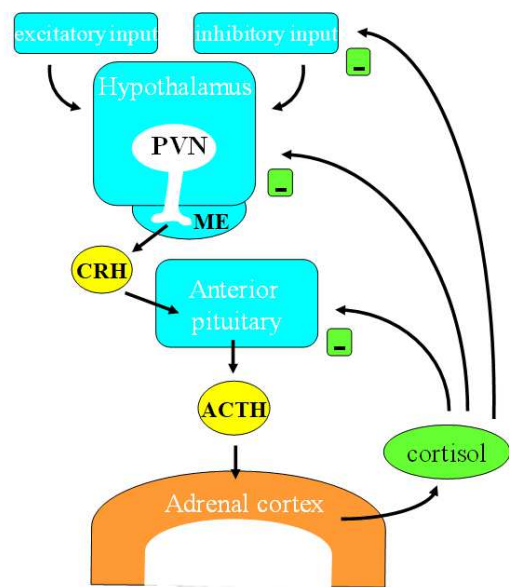 excitatory input
inhibitory input
-
Hypothalamus
PVN
-
ME
CRH
Anterior
pituitary
-
ACTH
cortisol
Adrenal cortex